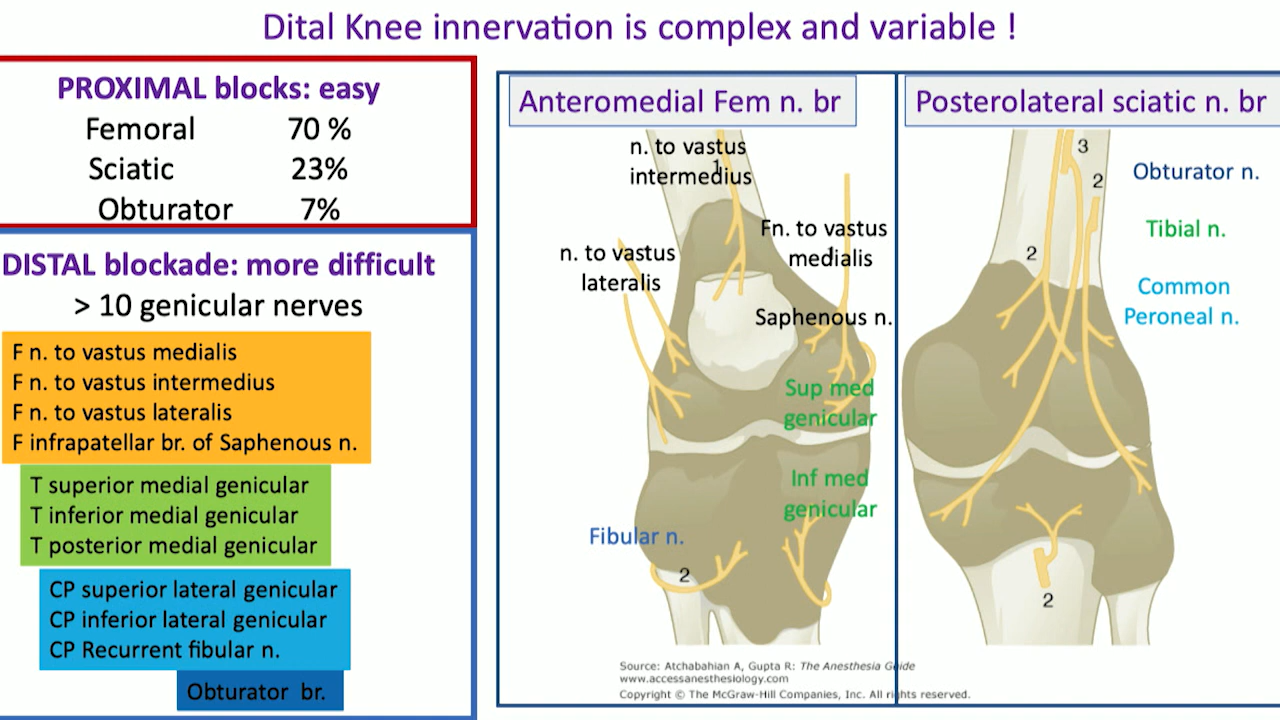 Dital Knee innervation is complex and variable !
PROXIMAL blocks: easy
Femoral 70 %
Sciatic 23%
Obturator 7%
DISTAL blockade: more difficult
> 10 genicular nerves
F n. to vastus medialis
F n. to vastus intermedius
F n. to vastus lateralis
F infrapatellar br. of Saphenous n.
T superior medial genicular
T inferior medial genicular
T posterior medial genicular
CP superior lateral genicular
CP inferior lateral genicular
CP Recurrent fibular n.
Obturator br.
Anteromedial Fem n. br
n. to vastus
1
intermedius
Fn. to vastus
1
medialis
n. to vastus
lateralis
Saphenous n.
Sup med
genicular
Inf med
genicular
Fibular n.
2
Posterolateral sciatic n. br
3
2
2
Obturator n.
Tibial n.
Common
Peroneal n.
2
Source: Atchabahian A, Gupta R: The Anesthesia Guide
www.accessanesthesiology.com
Copyright © The McGraw-Hill Companies, Inc. All rights reserved.